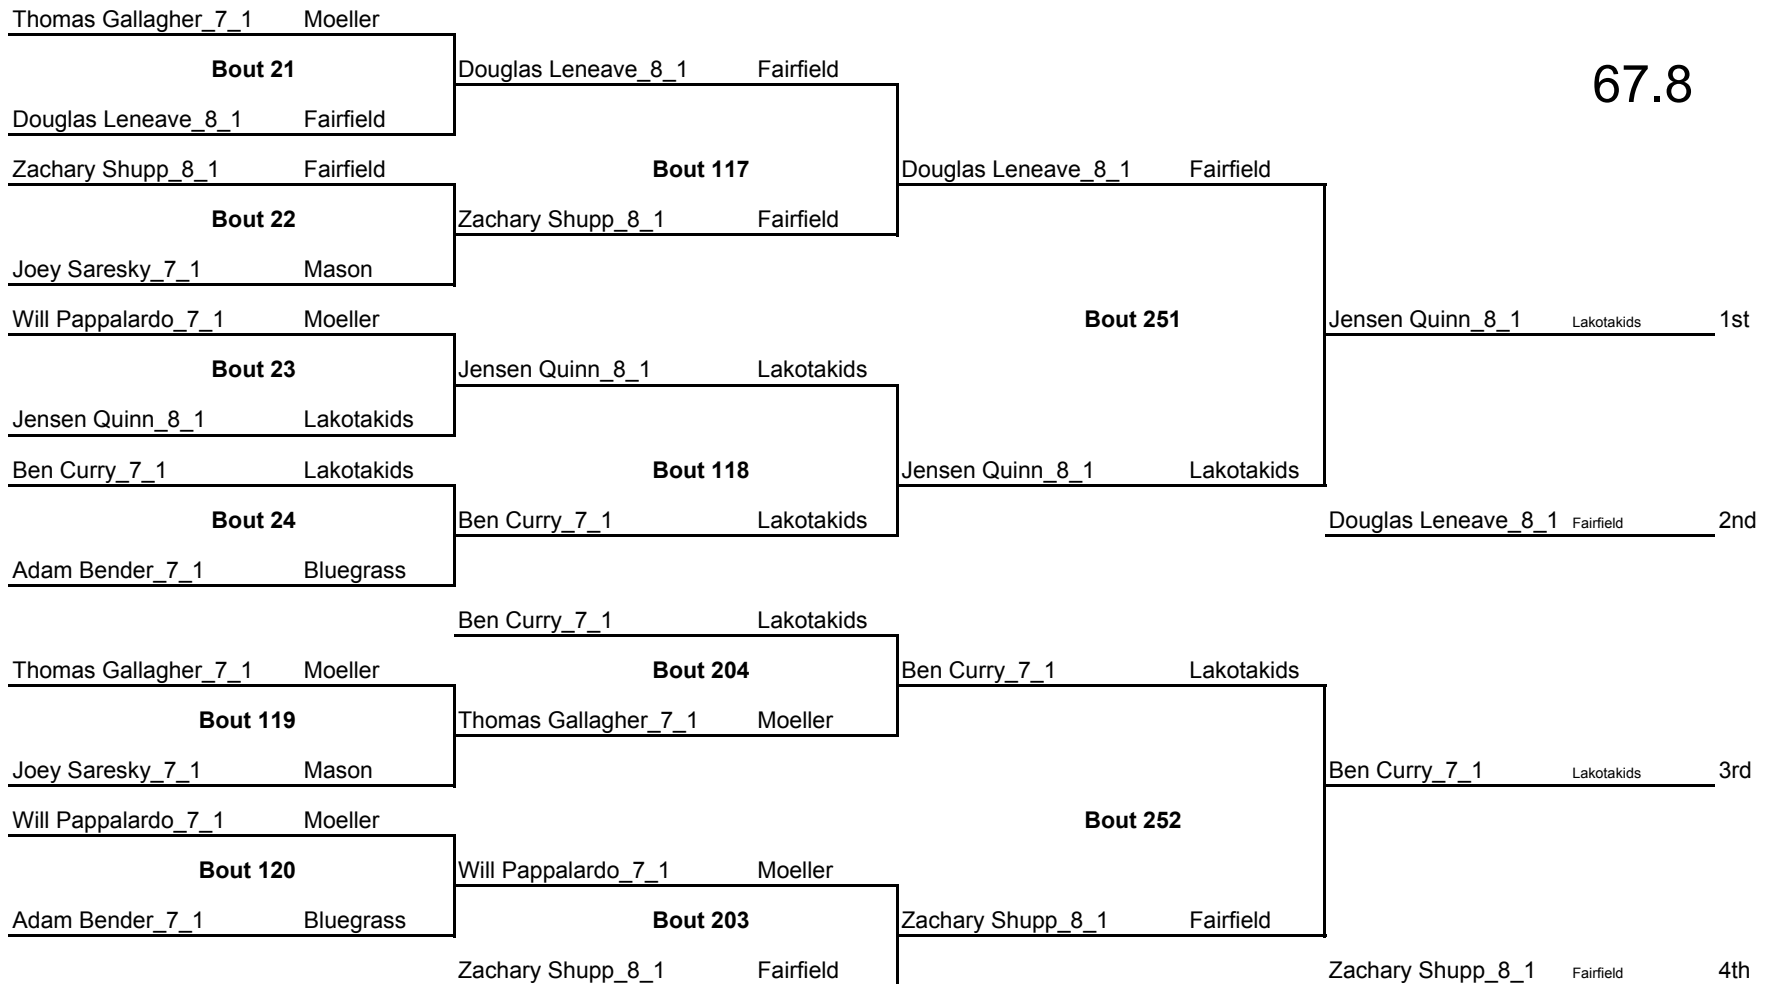 Thomas Gallagher_7_1 Moeller
Bout 21 Douglas Leneave_8_1 Fairfield 67.8
Douglas Leneave_8_1 Fairfield
Zachary Shupp_8_1 Fairfield Bout 117 Douglas Leneave_8_1 Fairfield
Bout 22 Zachary Shupp_8_1 Fairfield
Joey Saresky_7_1 Mason
Will Pappalardo_7_1 Moeller Bout 251 Jensen Quinn_8_1 Lakotakids 1st
Bout 23 Jensen Quinn_8_1 Lakotakids
Jensen Quinn_8_1 Lakotakids
Ben Curry_7_1 Lakotakids Bout 118 Jensen Quinn_8_1 Lakotakids
Bout 24 Ben Curry_7_1 Lakotakids Douglas Leneave_8_1 Fairfield 2nd
Adam Bender_7_1 Bluegrass
Ben Curry_7_1 Lakotakids
Thomas Gallagher_7_1 Moeller Bout 204 Ben Curry_7_1 Lakotakids
Bout 119 Thomas Gallagher_7_1 Moeller
Joey Saresky_7_1 Mason Ben Curry_7_1 Lakotakids 3rd
Will Pappalardo_7_1 Moeller Bout 252
Bout 120 Will Pappalardo_7_1 Moeller
Adam Bender_7_1 Bluegrass Bout 203 Zachary Shupp_8_1 Fairfield
Zachary Shupp_8_1 Fairfield Zachary Shupp_8_1 Fairfield 4th